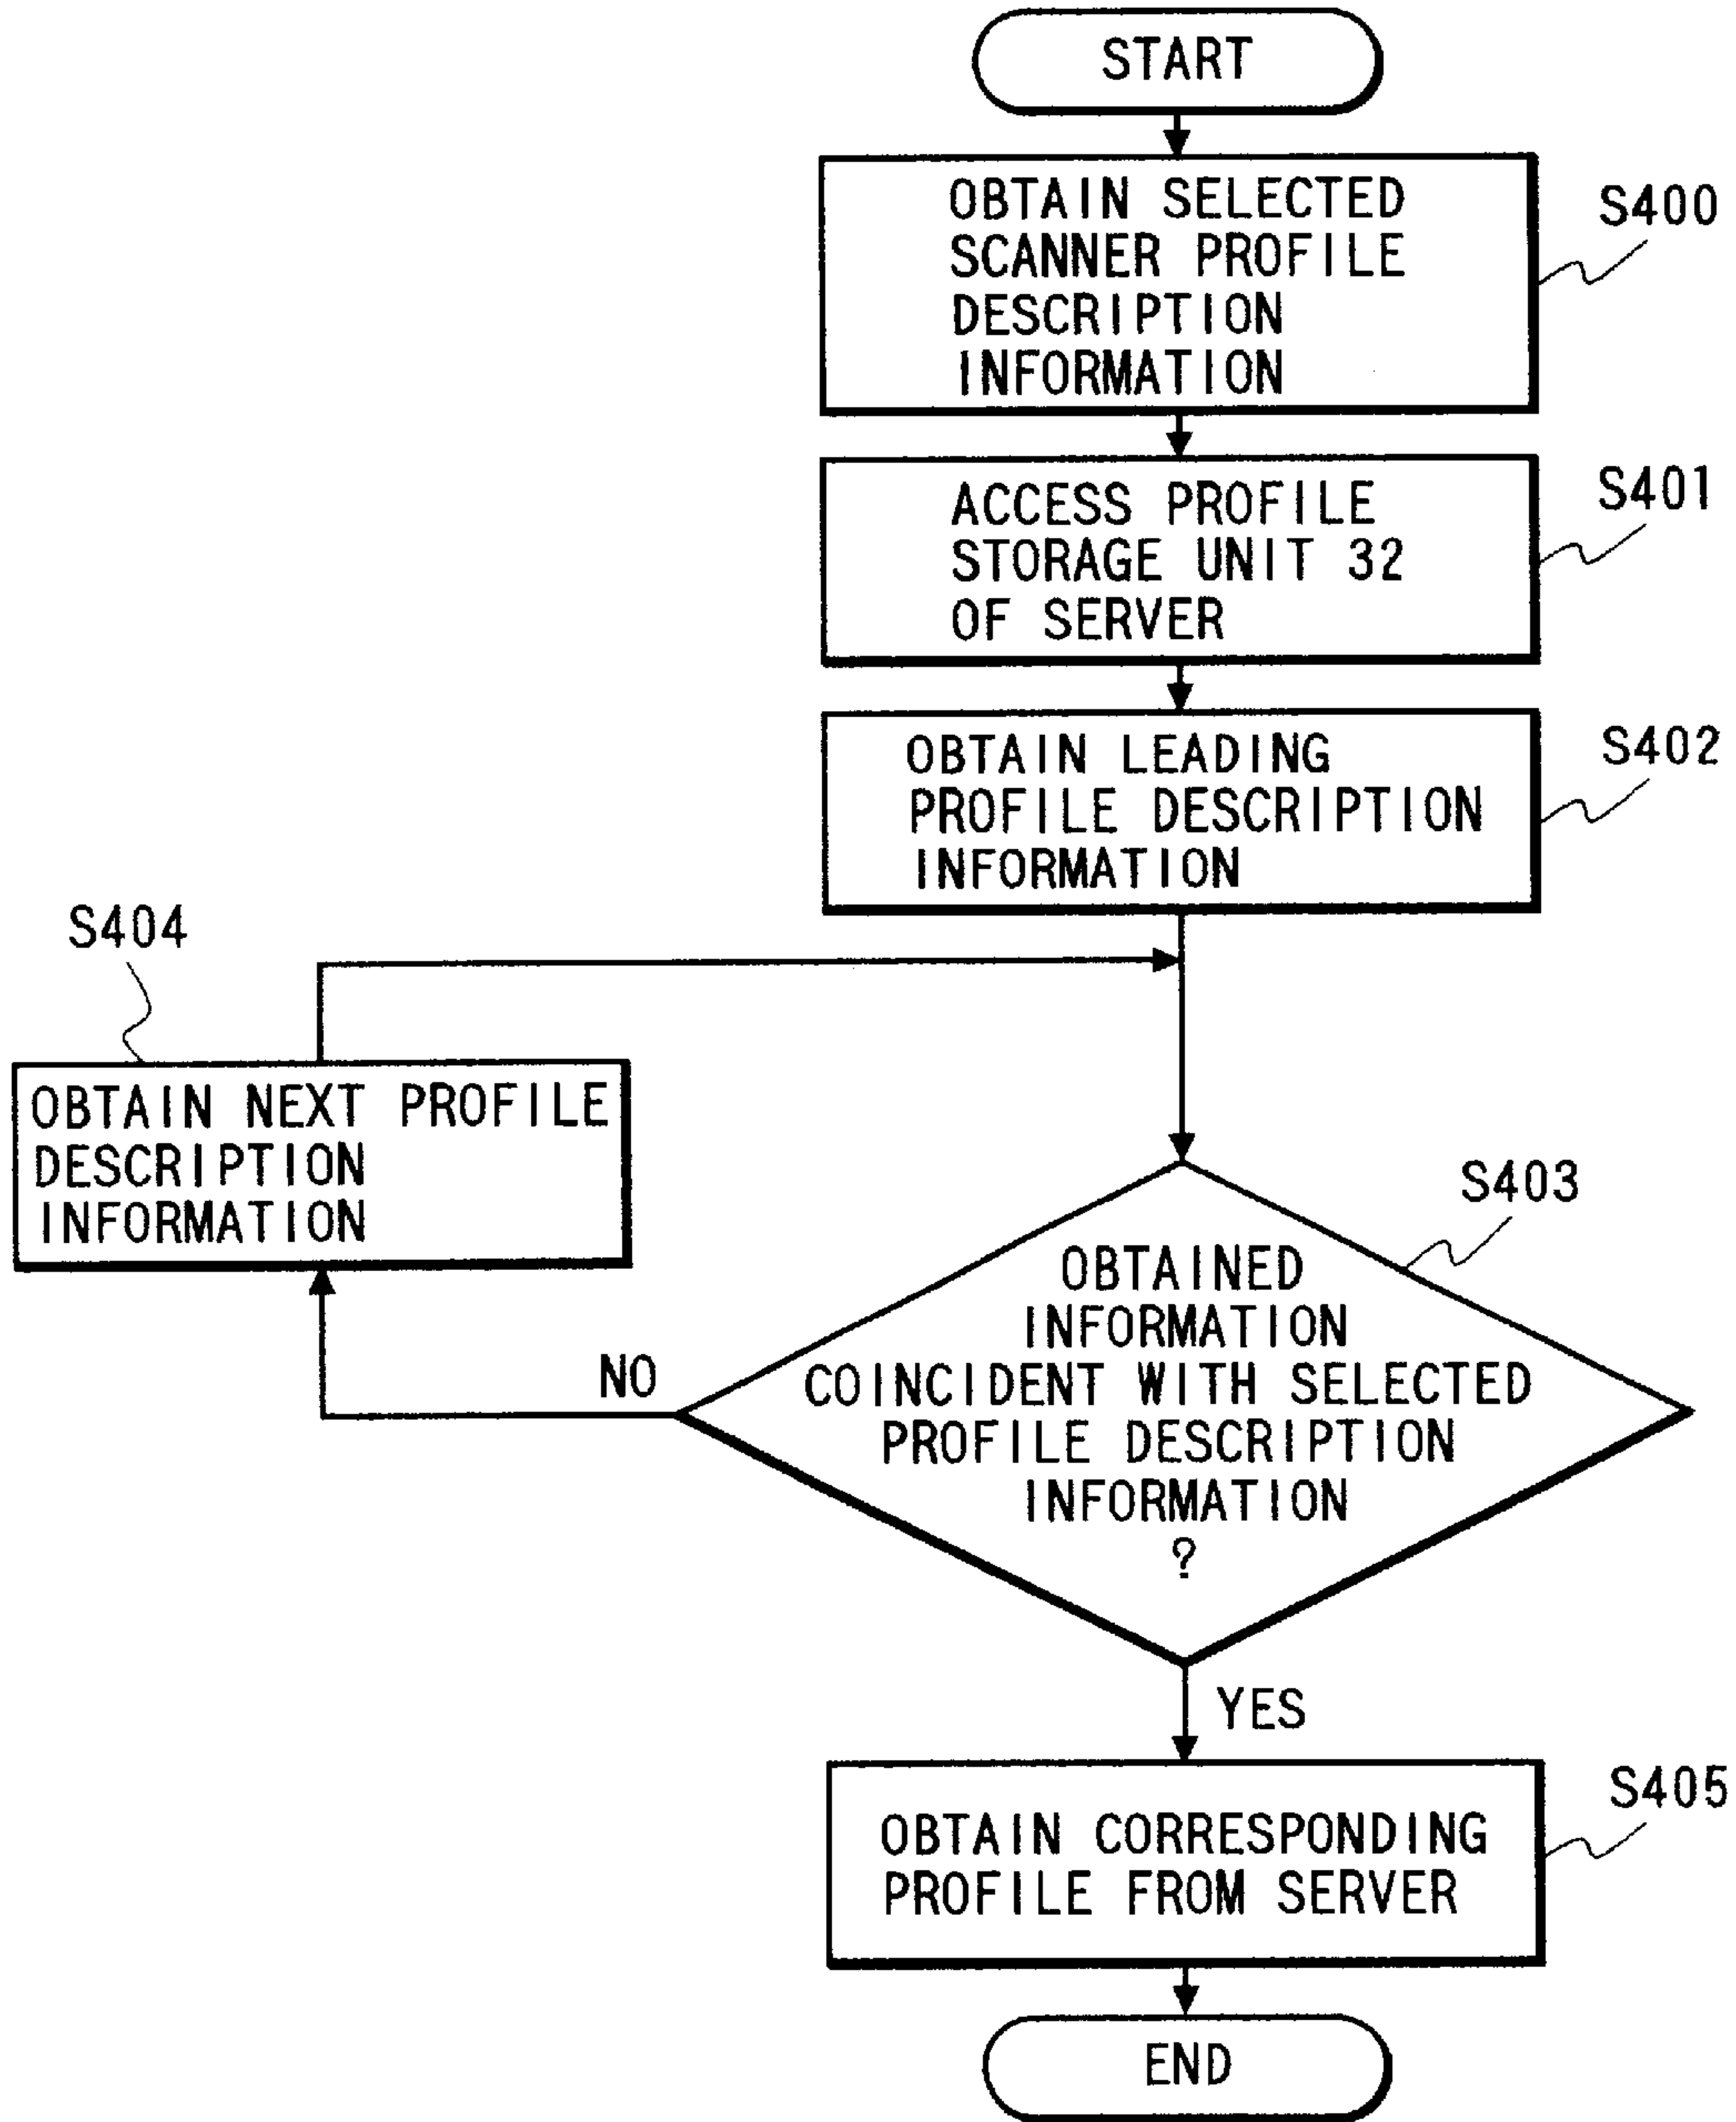 START
OBTAIN SELECTED
SCANNER PROFILE
DESCRIPTION
INFORMATION
S400
ACCESS PROFILE
STORAGE UNIT 32
OF SERVER
S401
OBTAIN LEADING
PROFILE DESCRIPTION
INFORMATION
S402
S404
OBTAIN NEXT PROFILE
DESCRIPTION
INFORMATION
S403
OBTAINED
INFORMATION
COINCIDENT WITH SELECTED
PROFILE DESCRIPTION
INFORMATION
?
NO
YES
S405
OBTAIN CORRESPONDING
PROFILE FROM SERVER
END